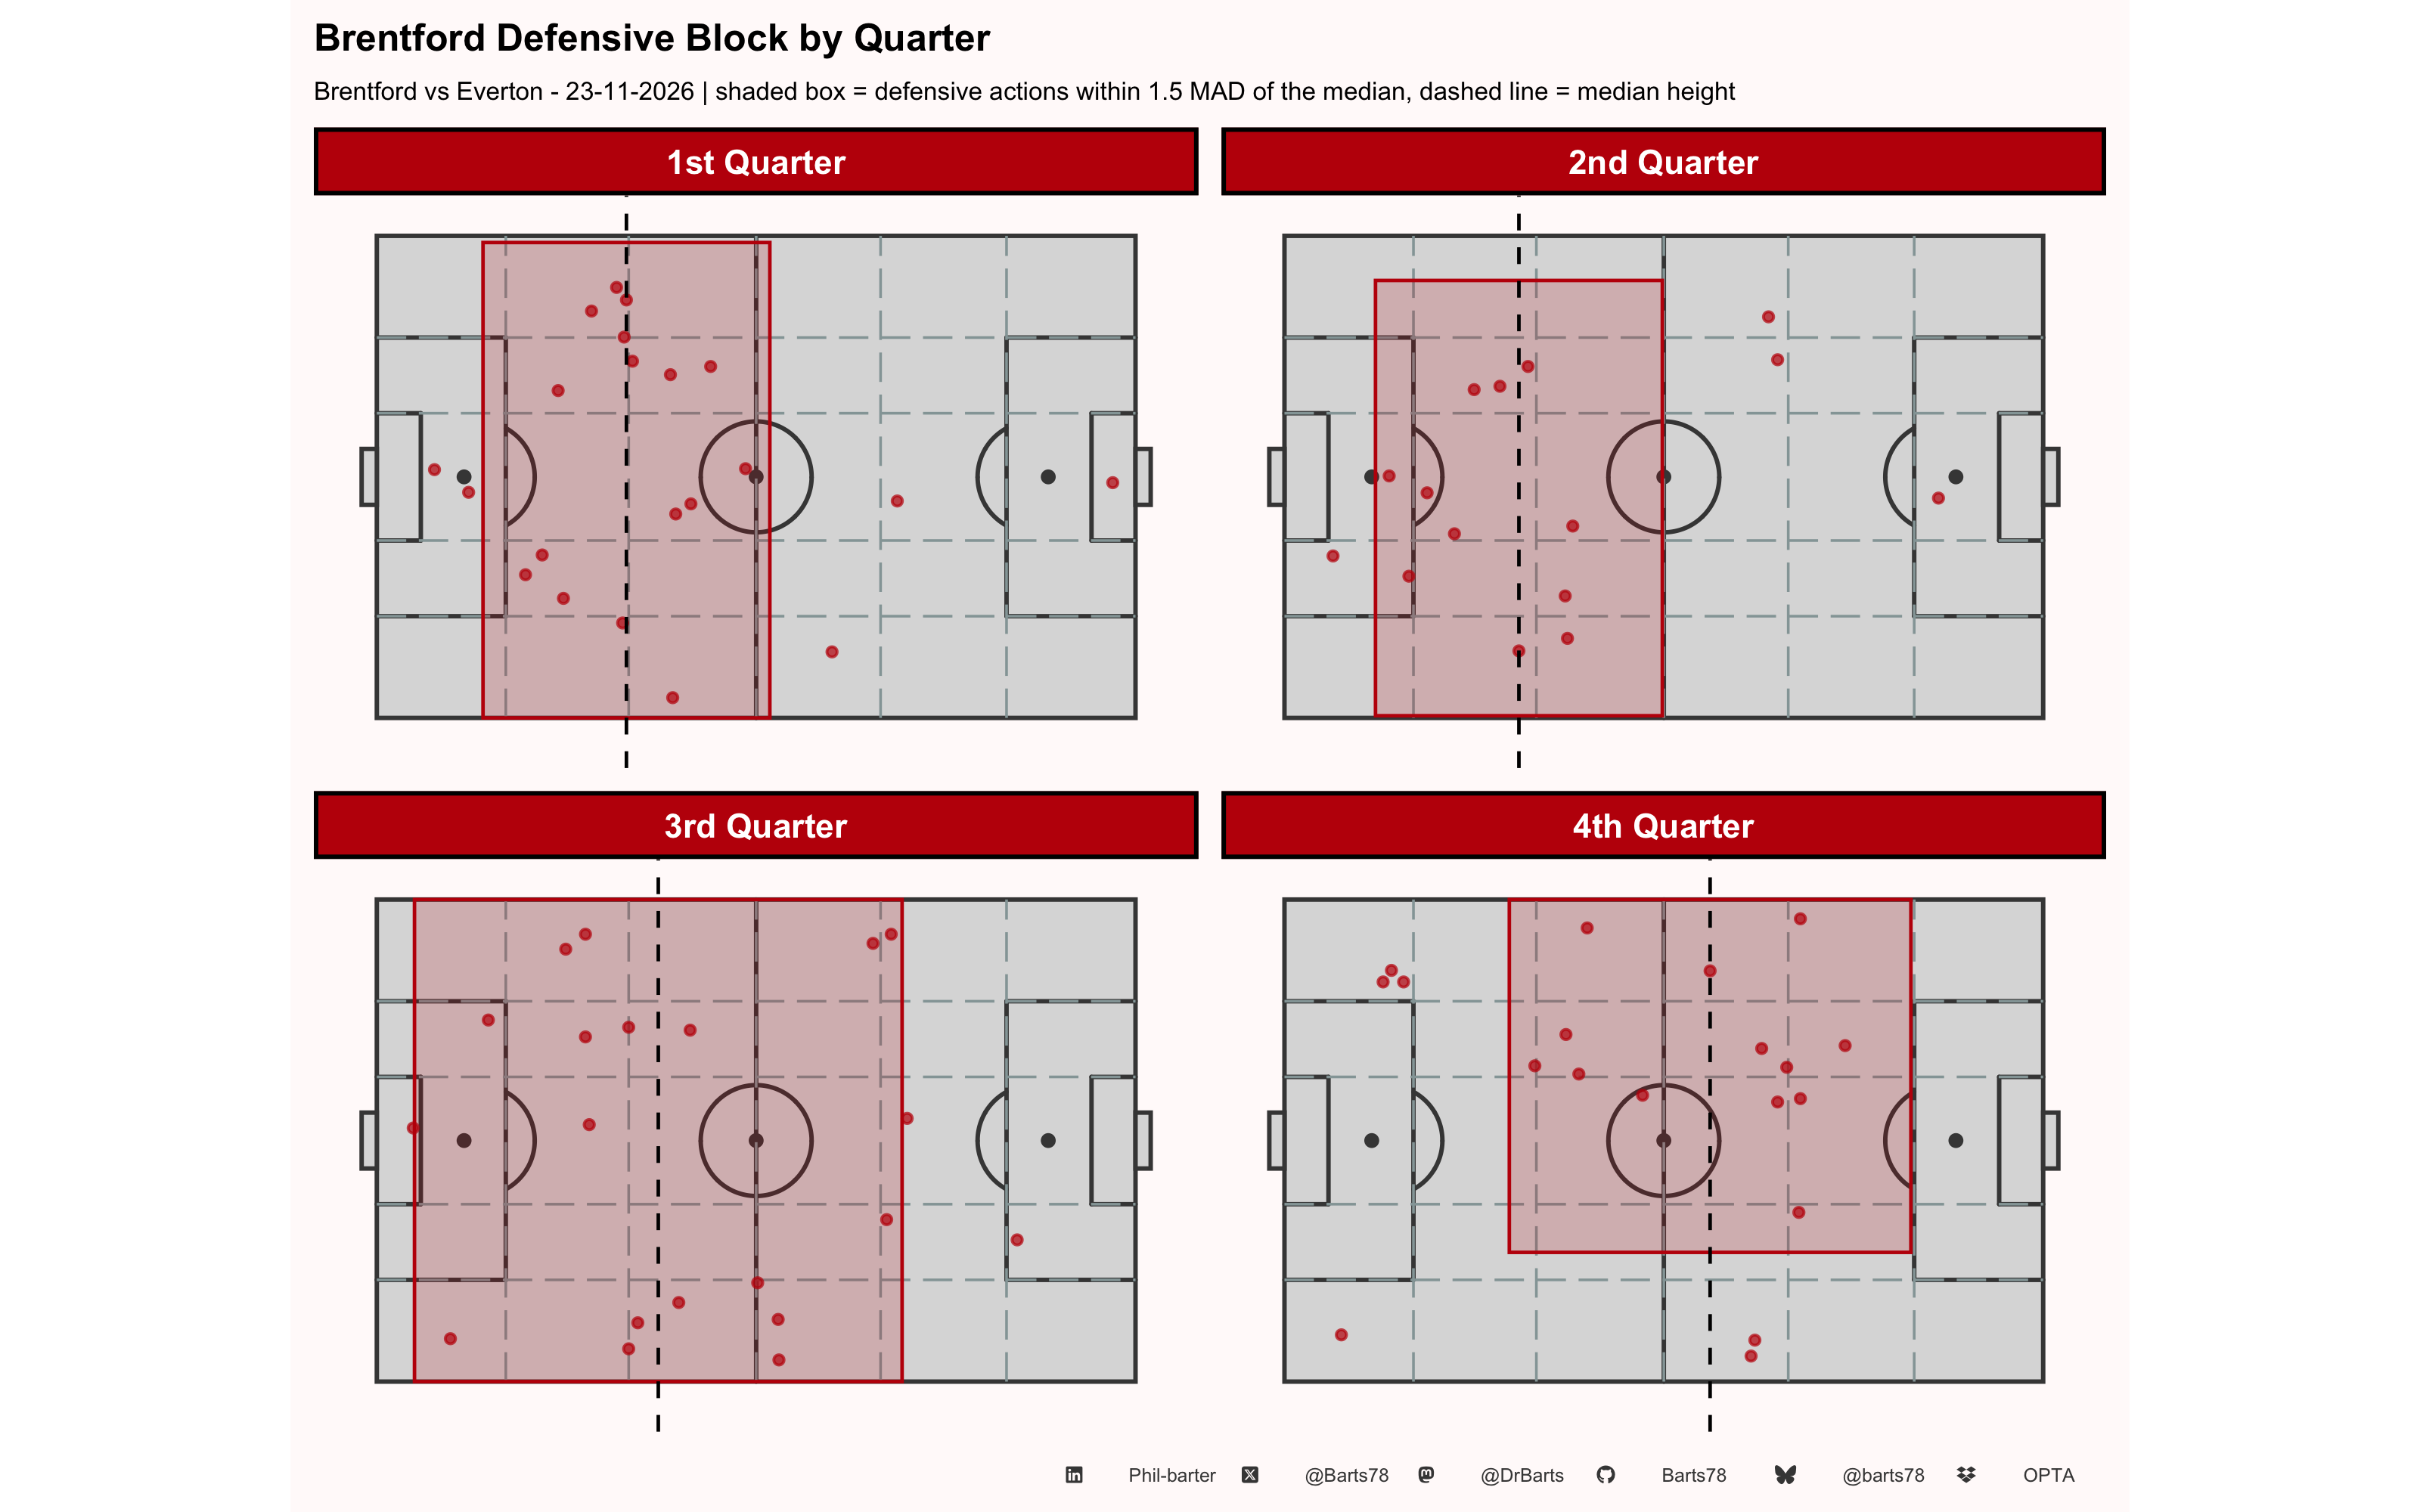 Brentford Defensive Block by Quarter
Brentford vs Everton - 23-11-2026 | shaded box = defensive actions within 1.5 MAD of the median, dashed line = median height
1st Quarter
2nd Quarter
3rd Quarter
4th Quarter
Phil-barter @Barts78 @DrBarts Barts78 @barts78 OPTA